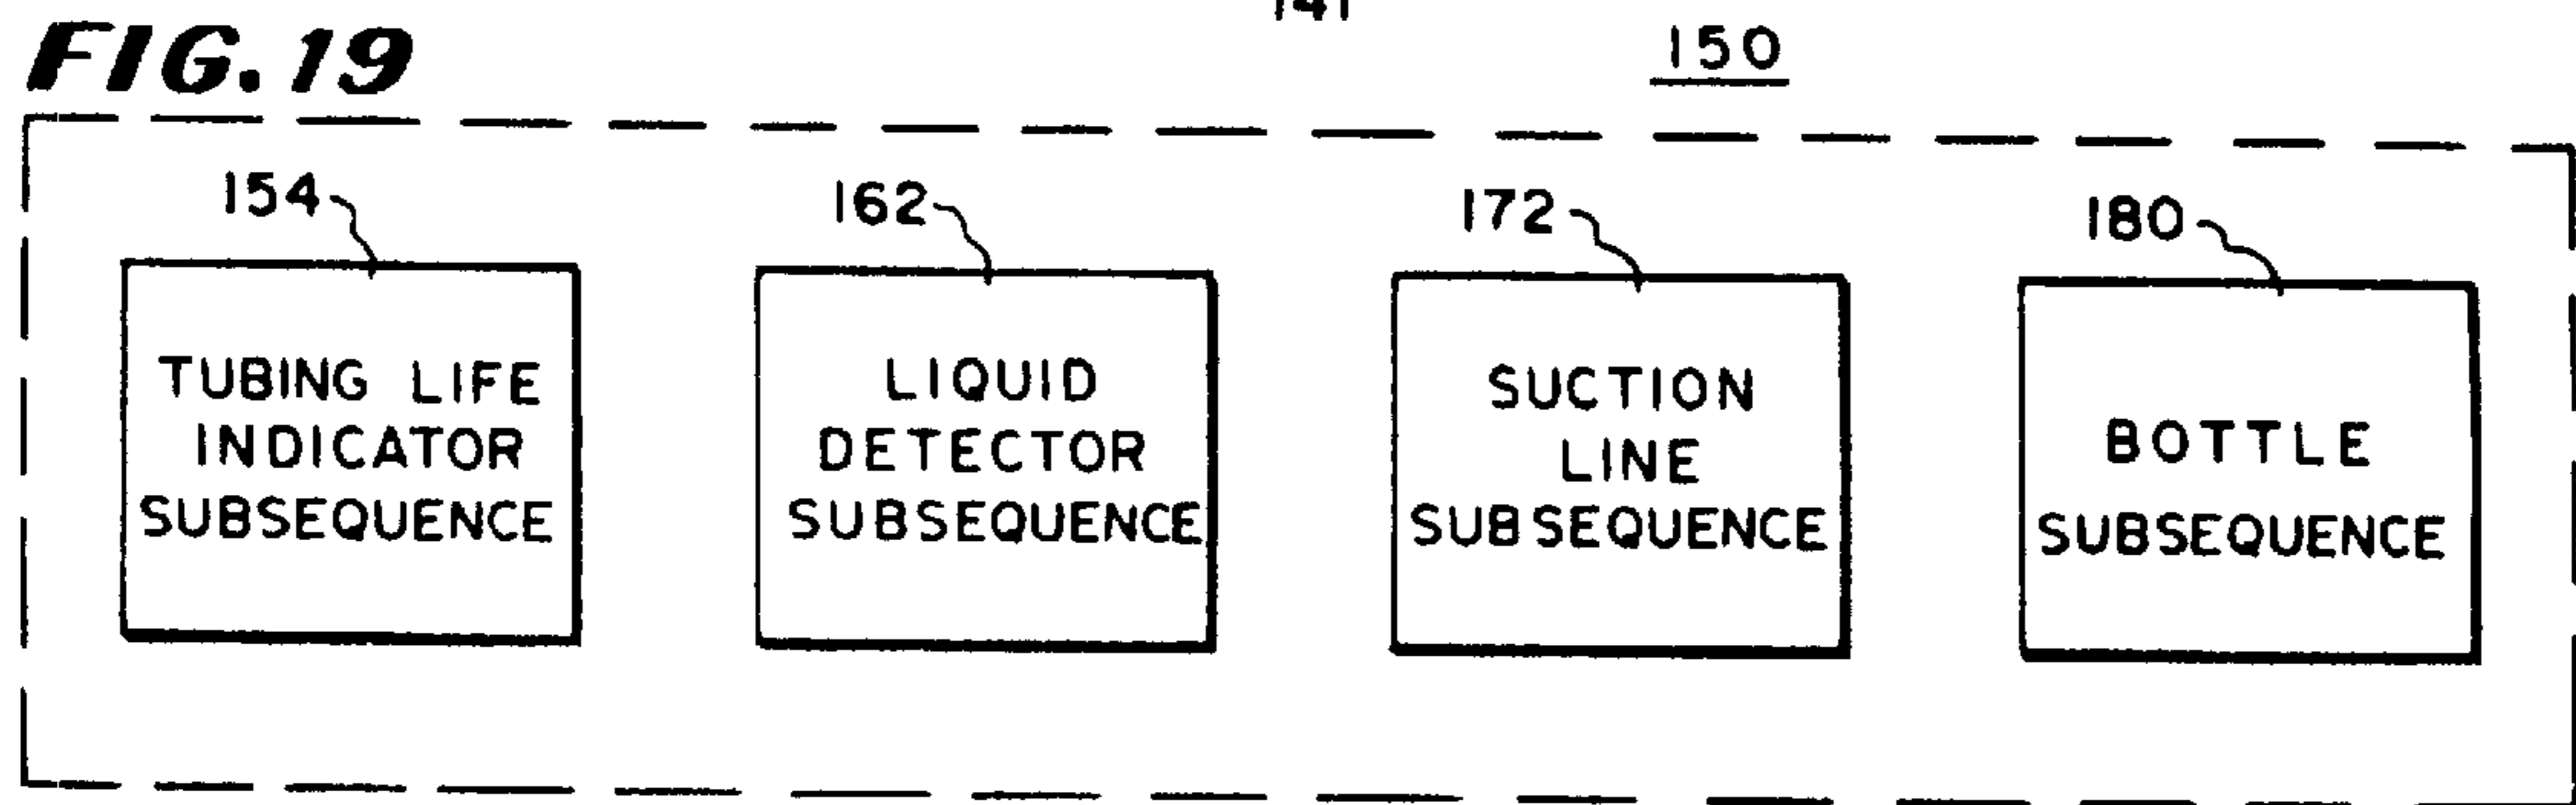 141
FIG. 19
150
154
162
172
180
TUBING LIFE
INDICATOR
SUBSEQUENCE
LIQUID
DETECTOR
SUBSEQUENCE
SUCTION
LINE
SUBSEQUENCE
BOTTLE
SUBSEQUENCE